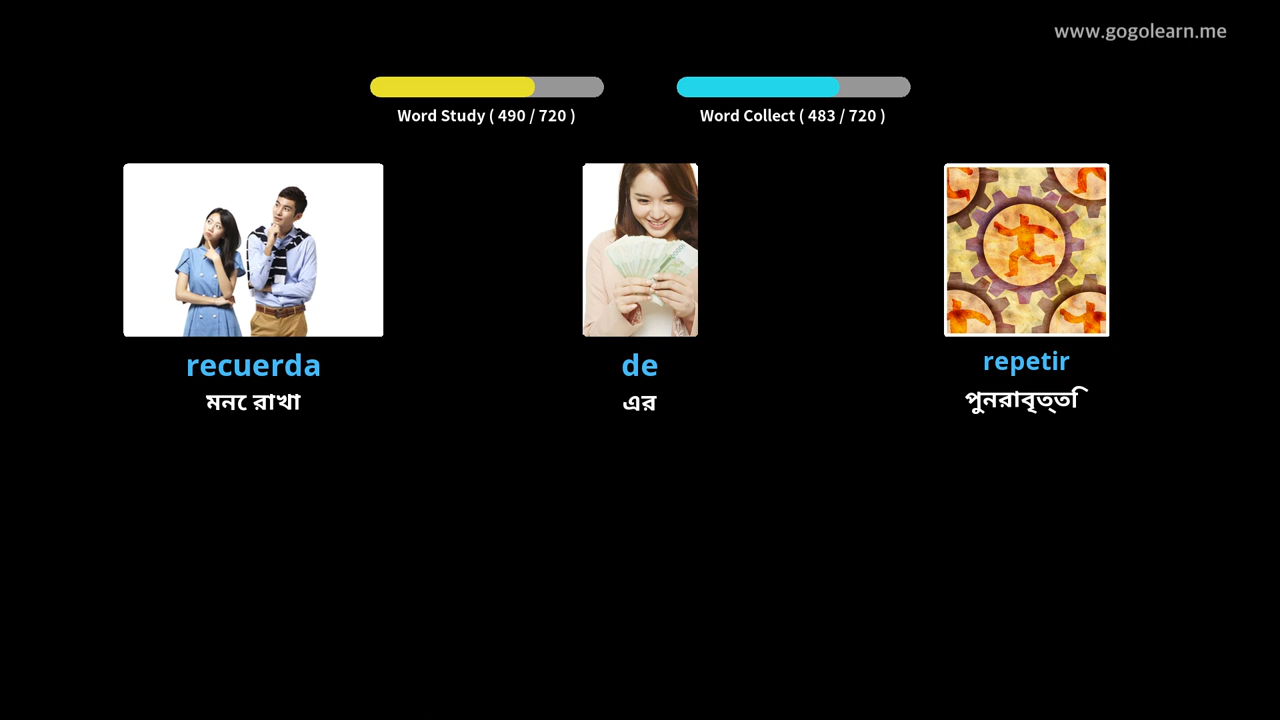 www.gogolearn.me
Word Study ( 490 / 720 )
Word Collect ( 483 / 720 )
recuerda
মনে রাখা
de
এর
repetir
পুনরাবৃত্তি